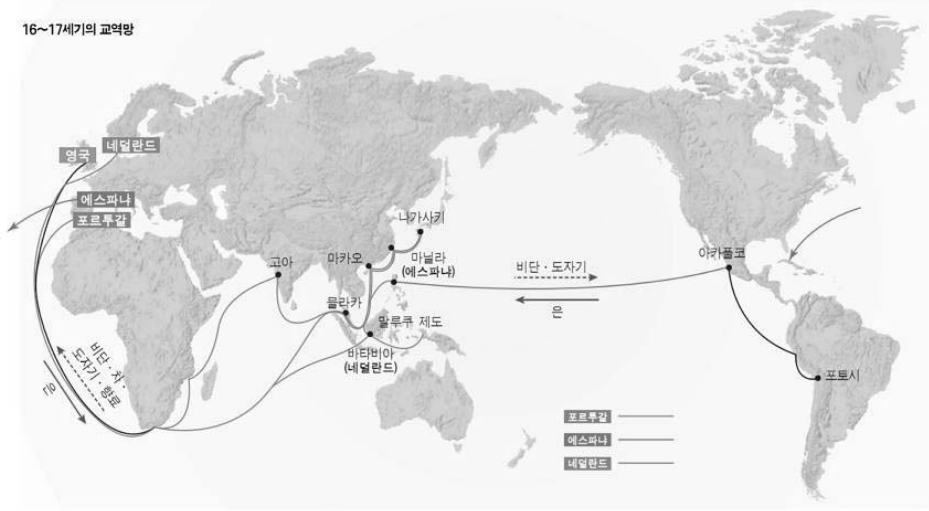 16~17세기의 교역망
네덜란드
영국
에스파냐
포르투갈
나가사키
고아
마카오
마닐라
(에스파냐)
비단·도자기
은
아카풀코
믈라카
말루쿠 제도
바타비아
(네덜란드)
비단·차·
도자기·향료
은
포토시
포르투갈
에스파냐
네덜란드